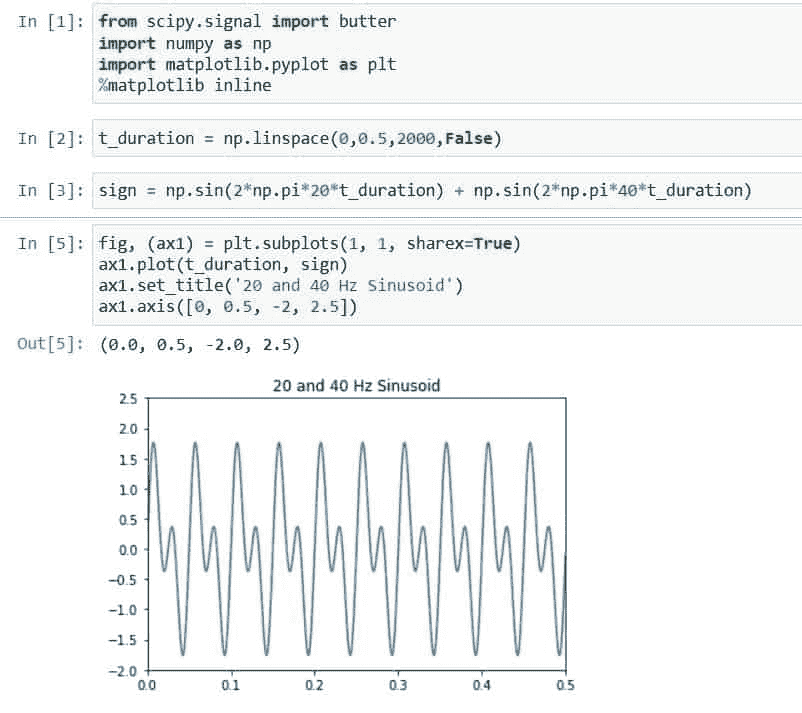 In [1]: from scipy.signal import butter
import numpy as np
import matplotlib.pyplot as plt
%matplotlib inline
In [2]: t_duration = np.linspace(0,0.5,2000,False)
In [3]: sign = np.sin(2*np.pi*20*t_duration) + np.sin(2*np.pi*40*t_duration)
In [5]: fig, (ax1) = plt.subplots(1, 1, sharex=True)
ax1.plot(t_duration, sign)
ax1.set_title('20 and 40 Hz Sinusoid')
ax1.axis([0, 0.5, -2, 2.5])
Out[5]: (0.0, 0.5, -2.0, 2.5)
20 and 40 Hz Sinusoid
2.5
2.0
1.5
1.0
0.5
0.0
−0.5
−1.0
−1.5
−2.0
0.0 0.1 0.2 0.3 0.4 0.5